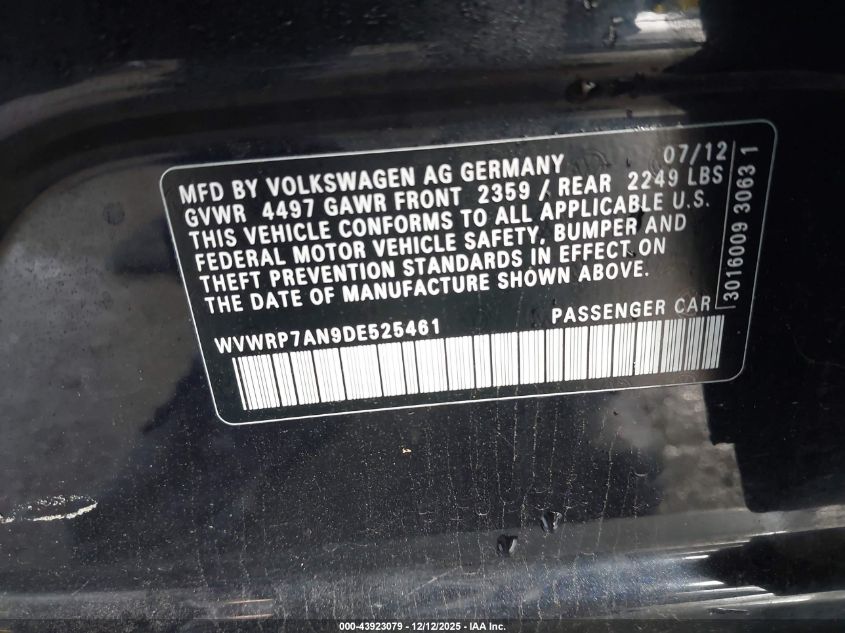 MFD BY VOLKSWAGEN AG GERMANY 07/12
GVWR 4497 GAWR FRONT 2359 / REAR 2249 LBS
THIS VEHICLE CONFORMS TO ALL APPLICABLE U.S.
FEDERAL MOTOR VEHICLE SAFETY, BUMPER AND
THEFT PREVENTION STANDARDS IN EFFECT ON
THE DATE OF MANUFACTURE SHOWN ABOVE.
WVWRP7AN9DE525461 PASSENGER CAR
3016009 3063 1
000-43923079 - 12/12/2025 - IAA Inc.